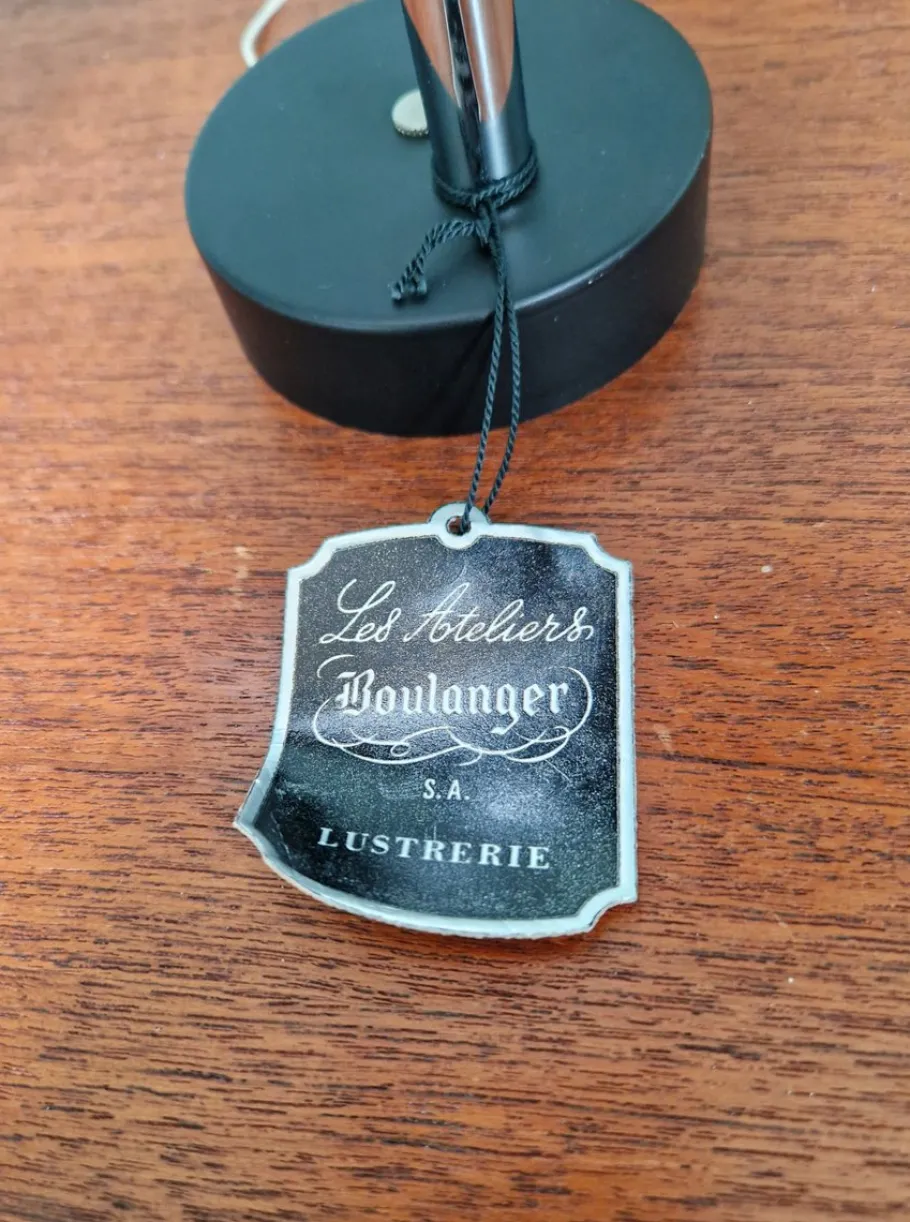 Les Ateliers
Boulanger
S.A.
LUSTRERIE